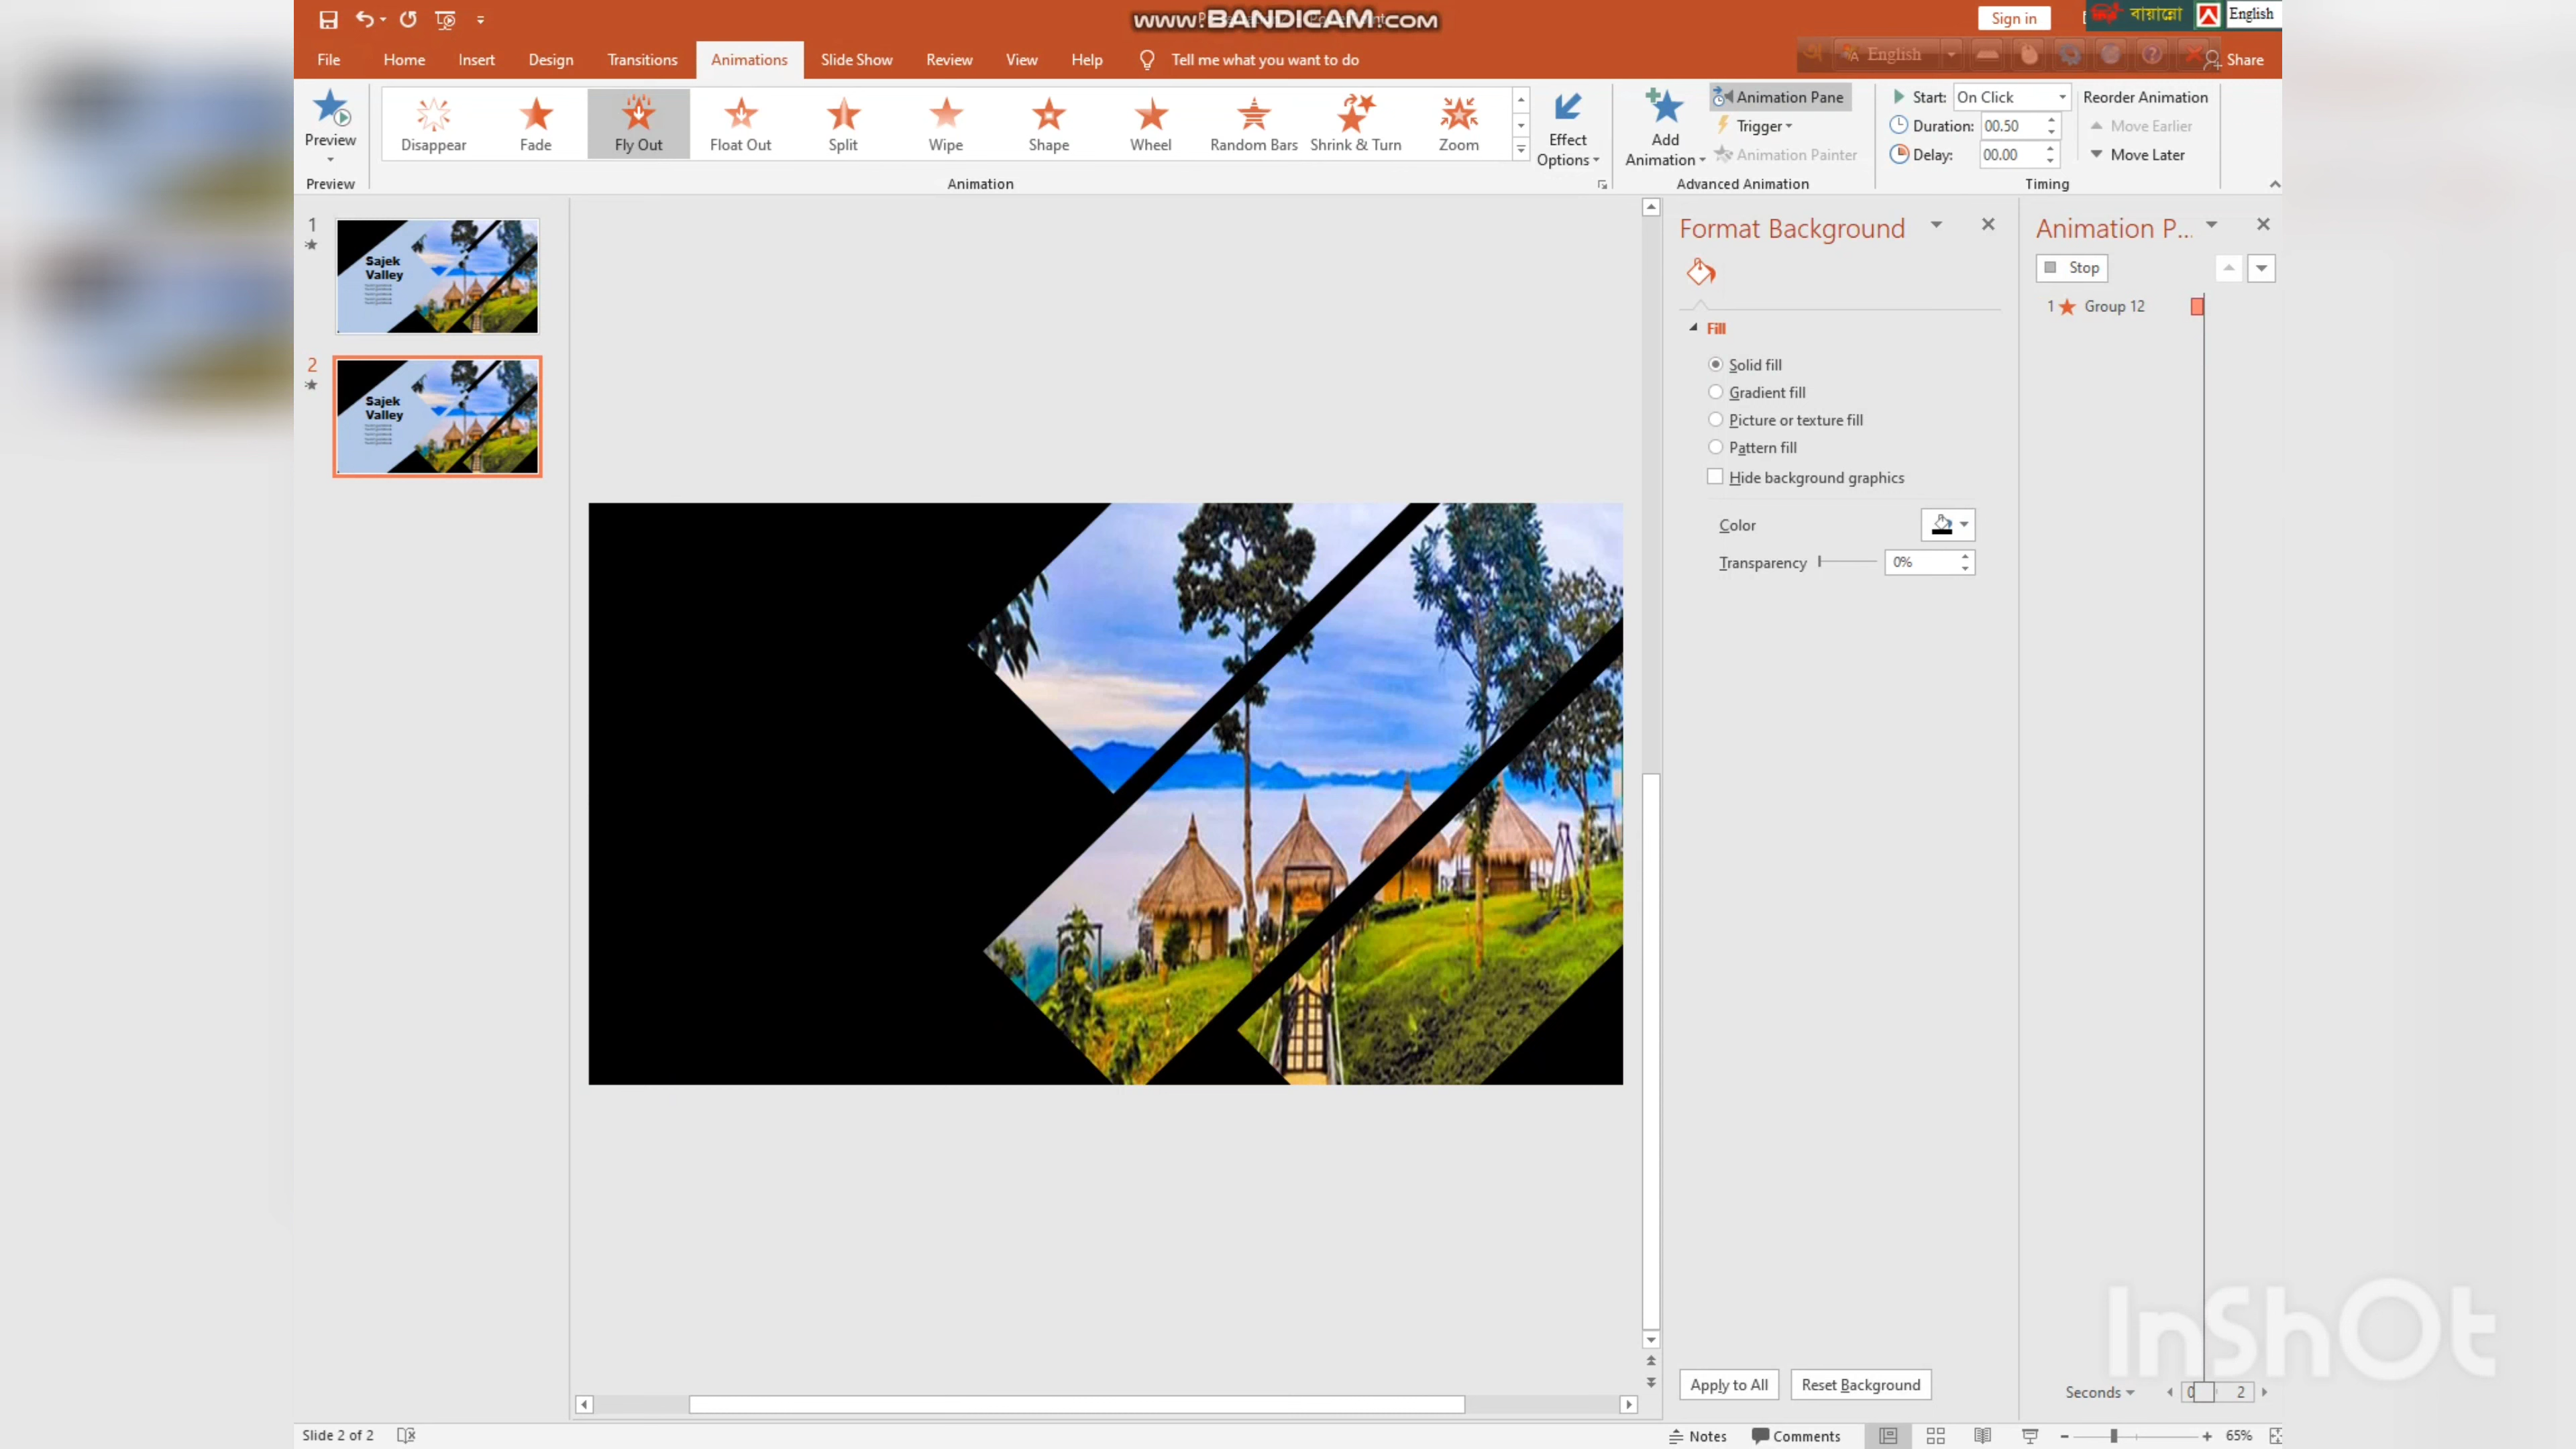 www.BANDICAM.com
Sign in
বায়ান্নো
English
File Home Insert Design Transitions Animations Slide Show Review View Help Tell me what you want to do
English
Share
Preview
Disappear Fade Fly Out Float Out Split Wipe Shape Wheel Random Bars Shrink & Turn Zoom
Effect Options
Add Animation
Animation Pane
Trigger
Animation Painter
Start: On Click
Duration: 00.50
Delay: 00.00
Reorder Animation
Move Earlier
Move Later
Preview
Animation
Advanced Animation
Timing
1
Sajek
Valley
2
Sajek
Valley
Format Background
Fill
Solid fill
Gradient fill
Picture or texture fill
Pattern fill
Hide background graphics
Color
Transparency 0%
Apply to All
Reset Background
Animation P...
Stop
1 Group 12
Seconds
0 2
InShOt
Slide 2 of 2
Notes
Comments
65%